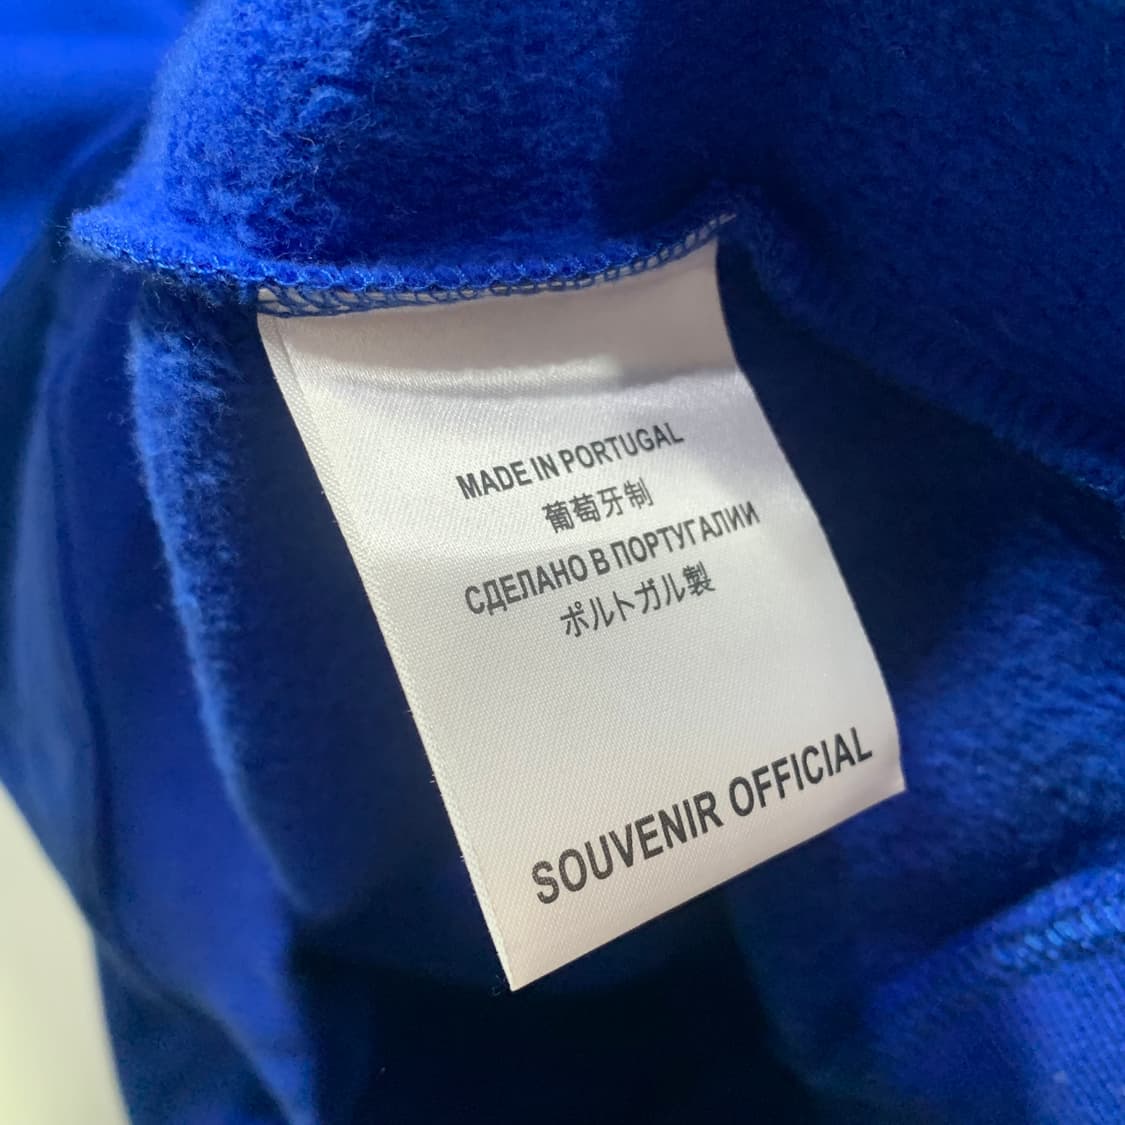 MADE IN PORTUGAL
葡萄牙制
СДЕЛАНО В ПОРТУГАЛИИ
ポルトガル製
SOUVENIR OFFICIAL